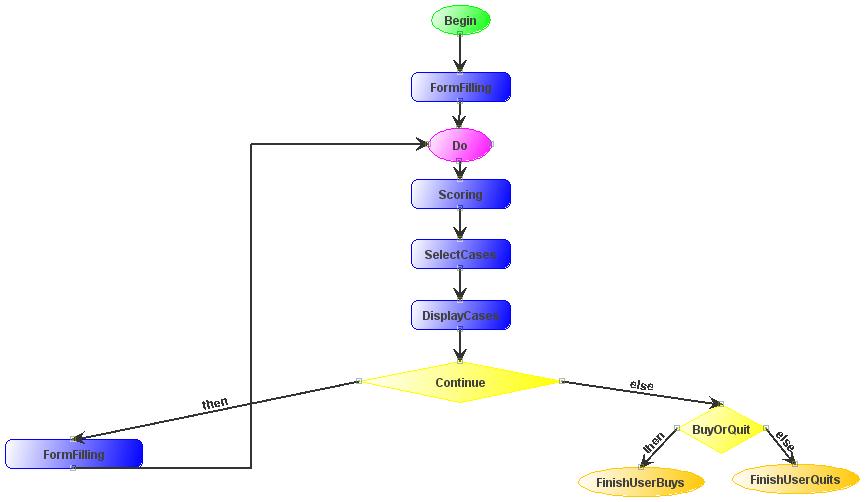 Begin
FormFilling
Do
Scoring
SelectCases
DisplayCases
Continue
then
else
FormFilling
BuyOrQuit
then
else
FinishUserBuys
FinishUserQuits